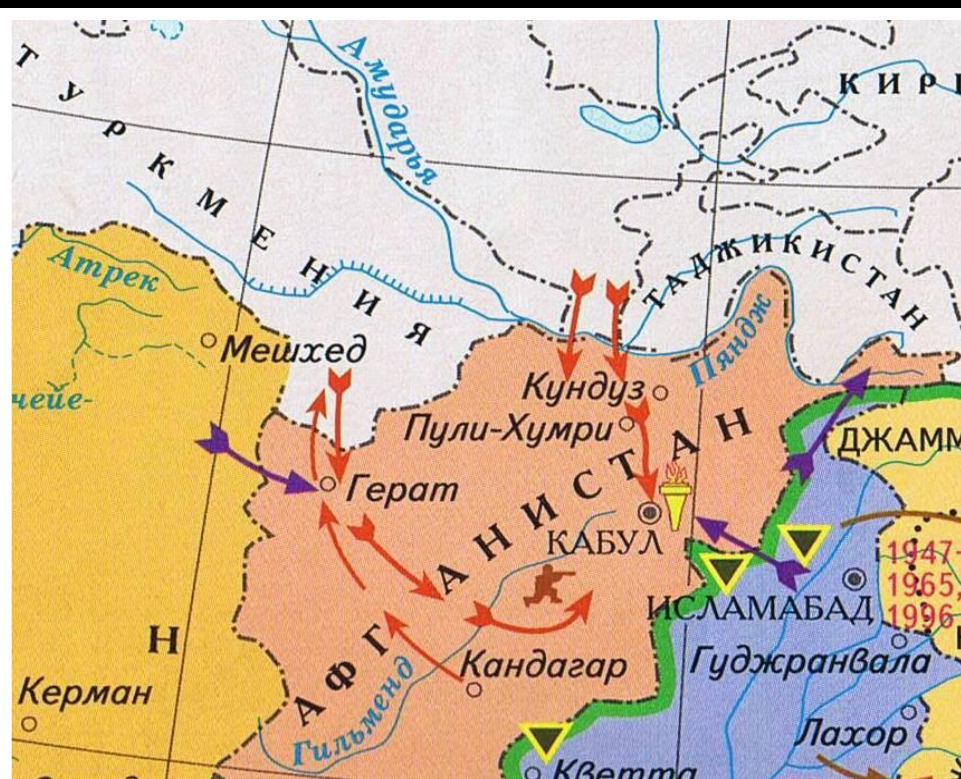 ТУРКМЕНИЯ
Амударья
КИР
Атрек
ТАДЖИКИСТАН
Мешхед
Пяндж
чейе-
Кундуз
Пули-Хумри
ДЖАММ
Герат
АФГАНИСТАН
КАБУЛ
1947-
1965,
1996
ИСЛАМАБАД
Н
Гуджранвала
Кандагар
Керман
Гильменд
Лахор
Кветта